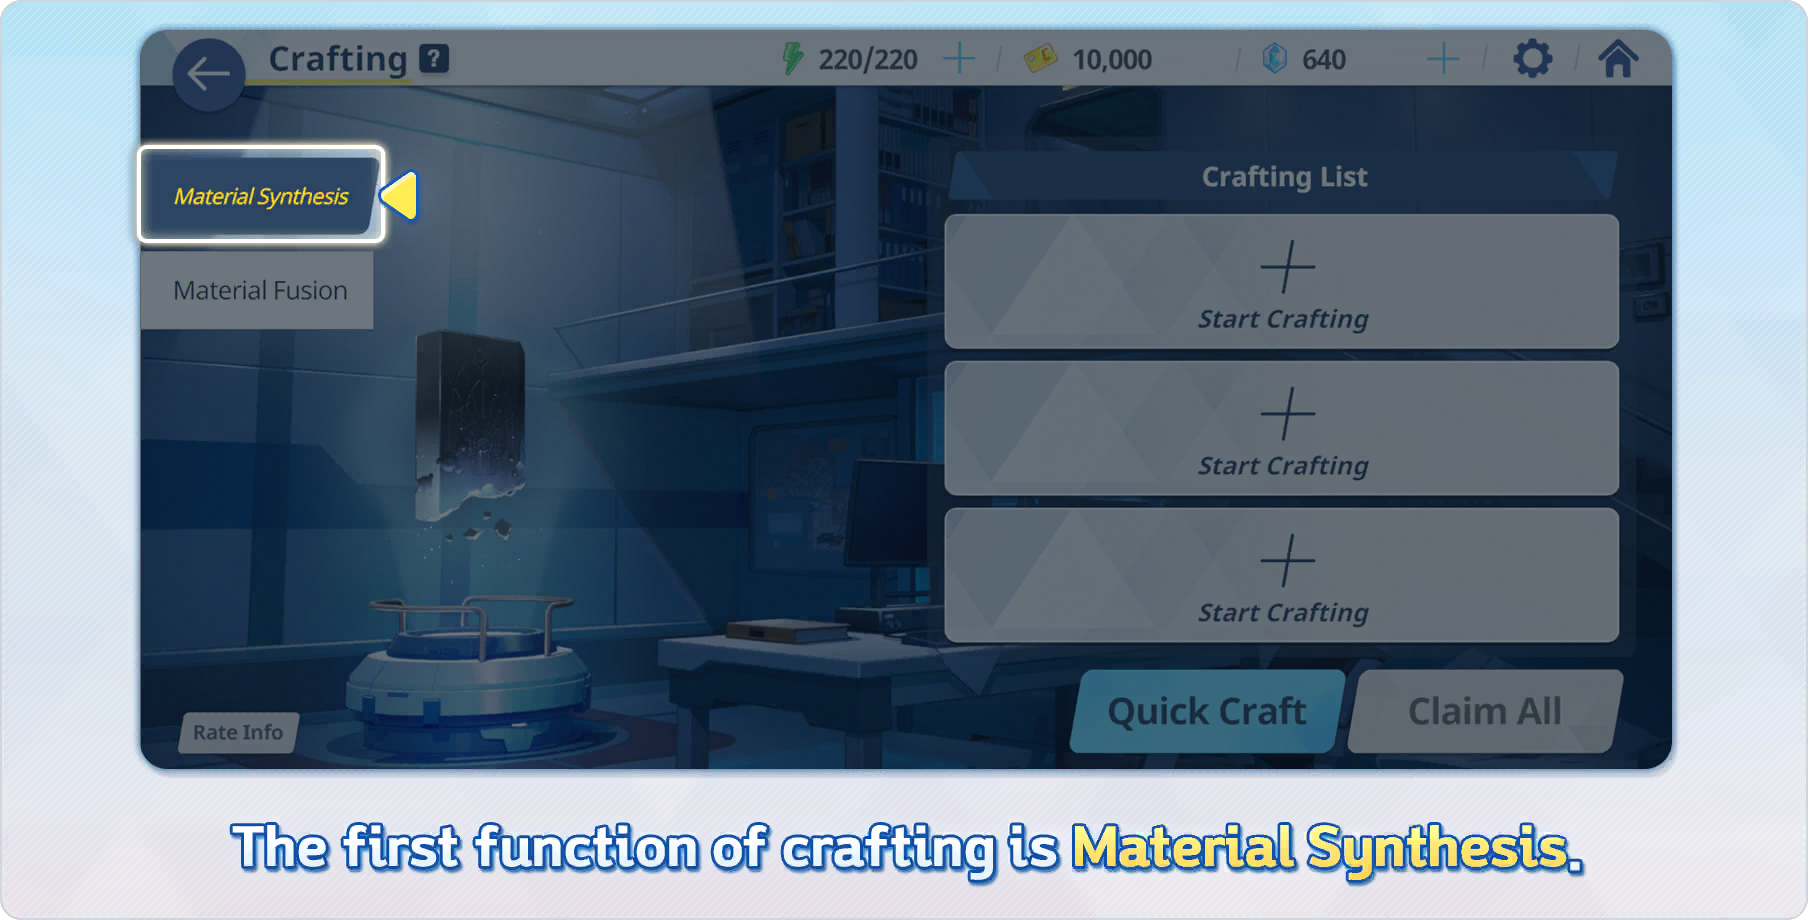 Crafting ?
220/220
10,000
640
Material Synthesis
Material Fusion
Crafting List
Start Crafting
Start Crafting
Start Crafting
Rate Info
Quick Craft
Claim All
The first function of crafting is Material Synthesis.